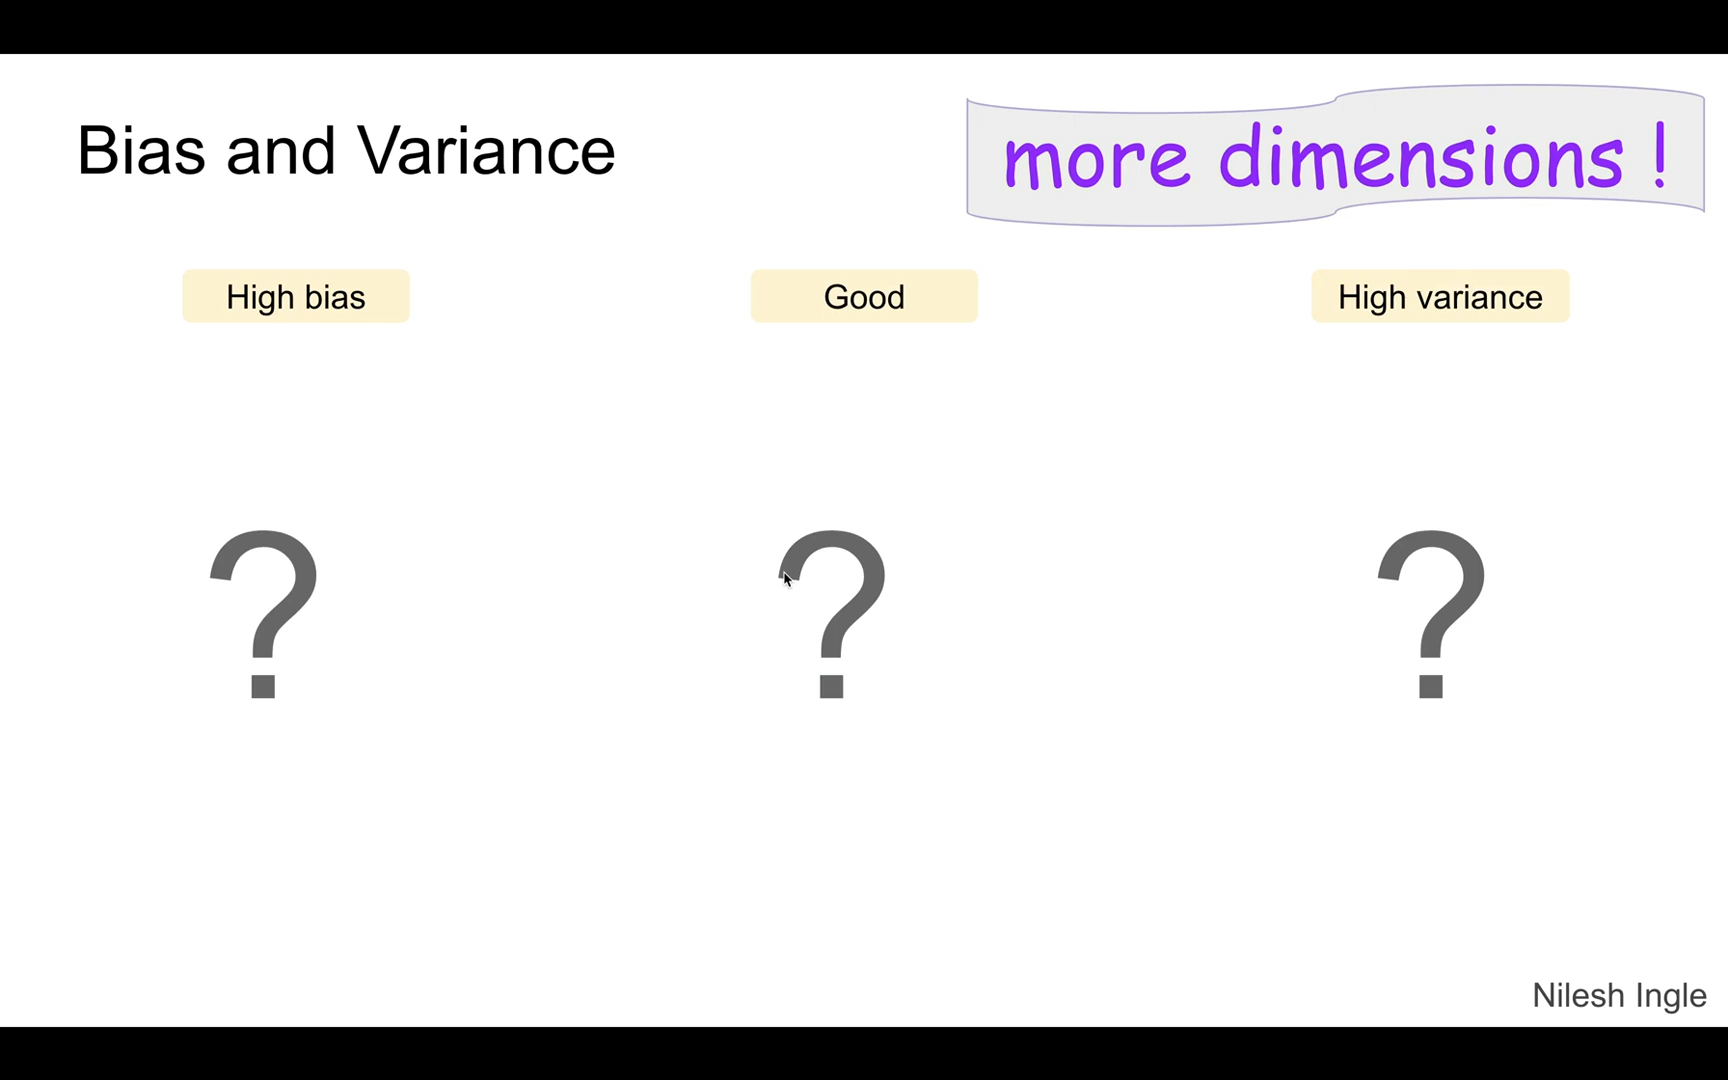 Bias and Variance
more dimensions !
High bias
Good
High variance
?
?
?
Nilesh Ingle